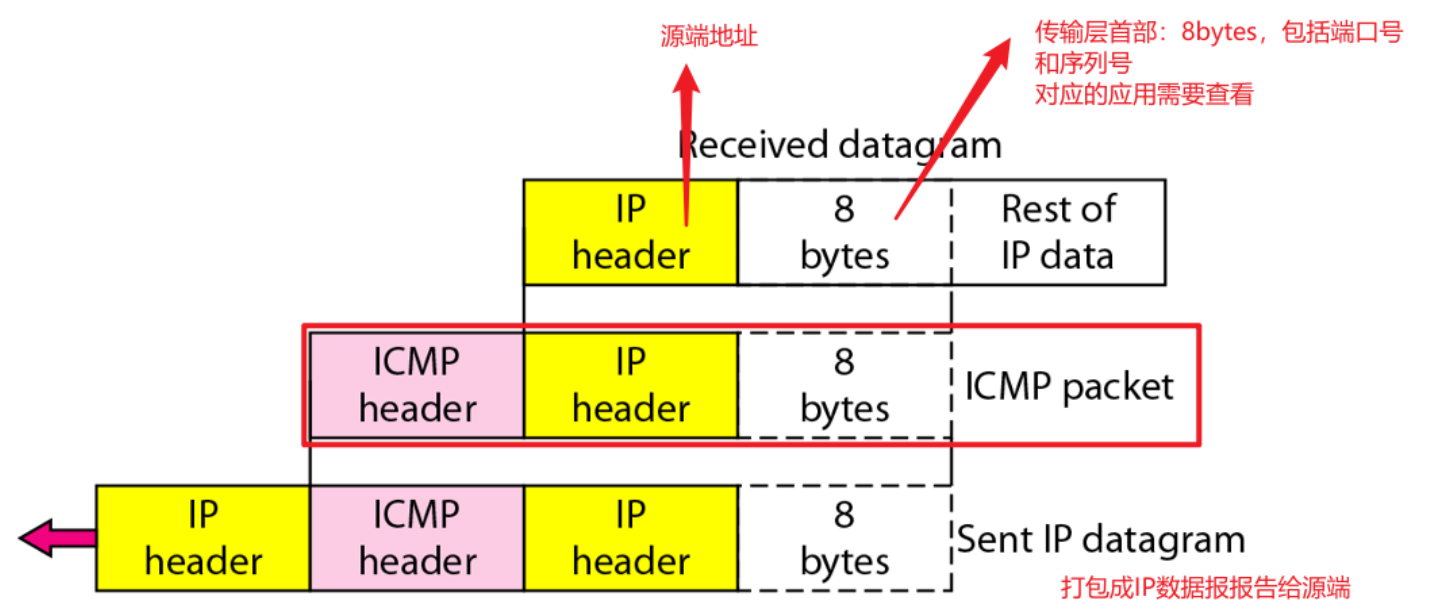 源端地址
传输层首部：8bytes，包括端口号
和序列号
对应的应用需要查看
Received datagram
IP
header
8
bytes
Rest of
IP data
ICMP
header
IP
header
8
bytes
ICMP packet
IP
header
ICMP
header
IP
header
8
bytes
Sent IP datagram
打包成IP数据报报告给源端